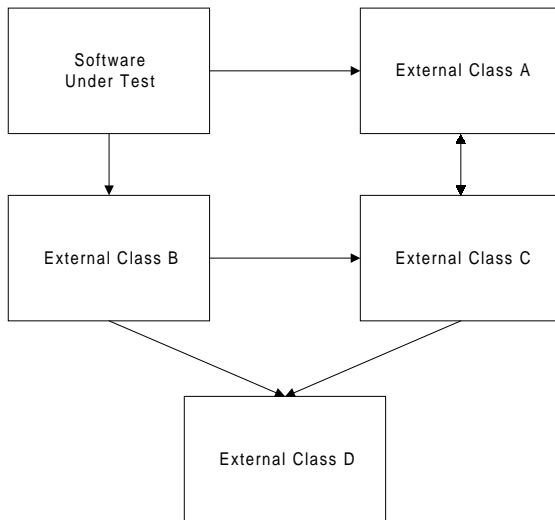 Software
Under Test
External Class A
External Class B
External Class C
External Class D